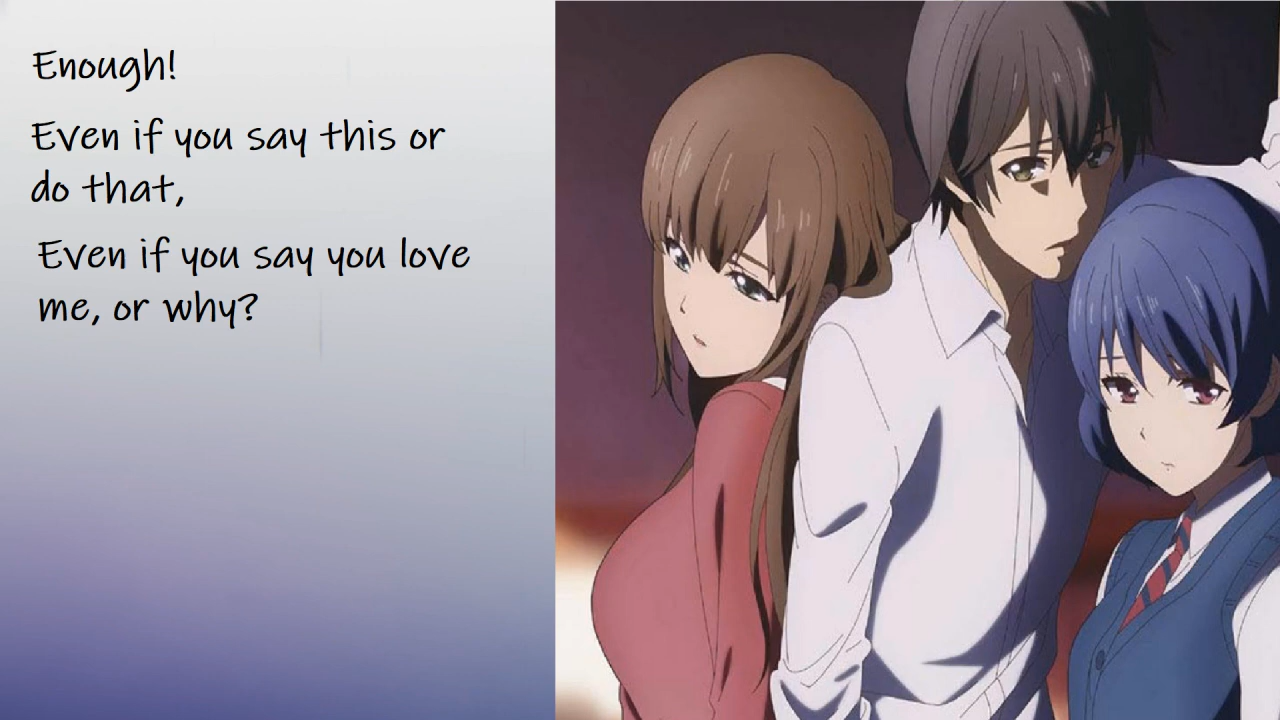 Enough!
Even if you say this or
do that,
Even if you say you love
me, or why?